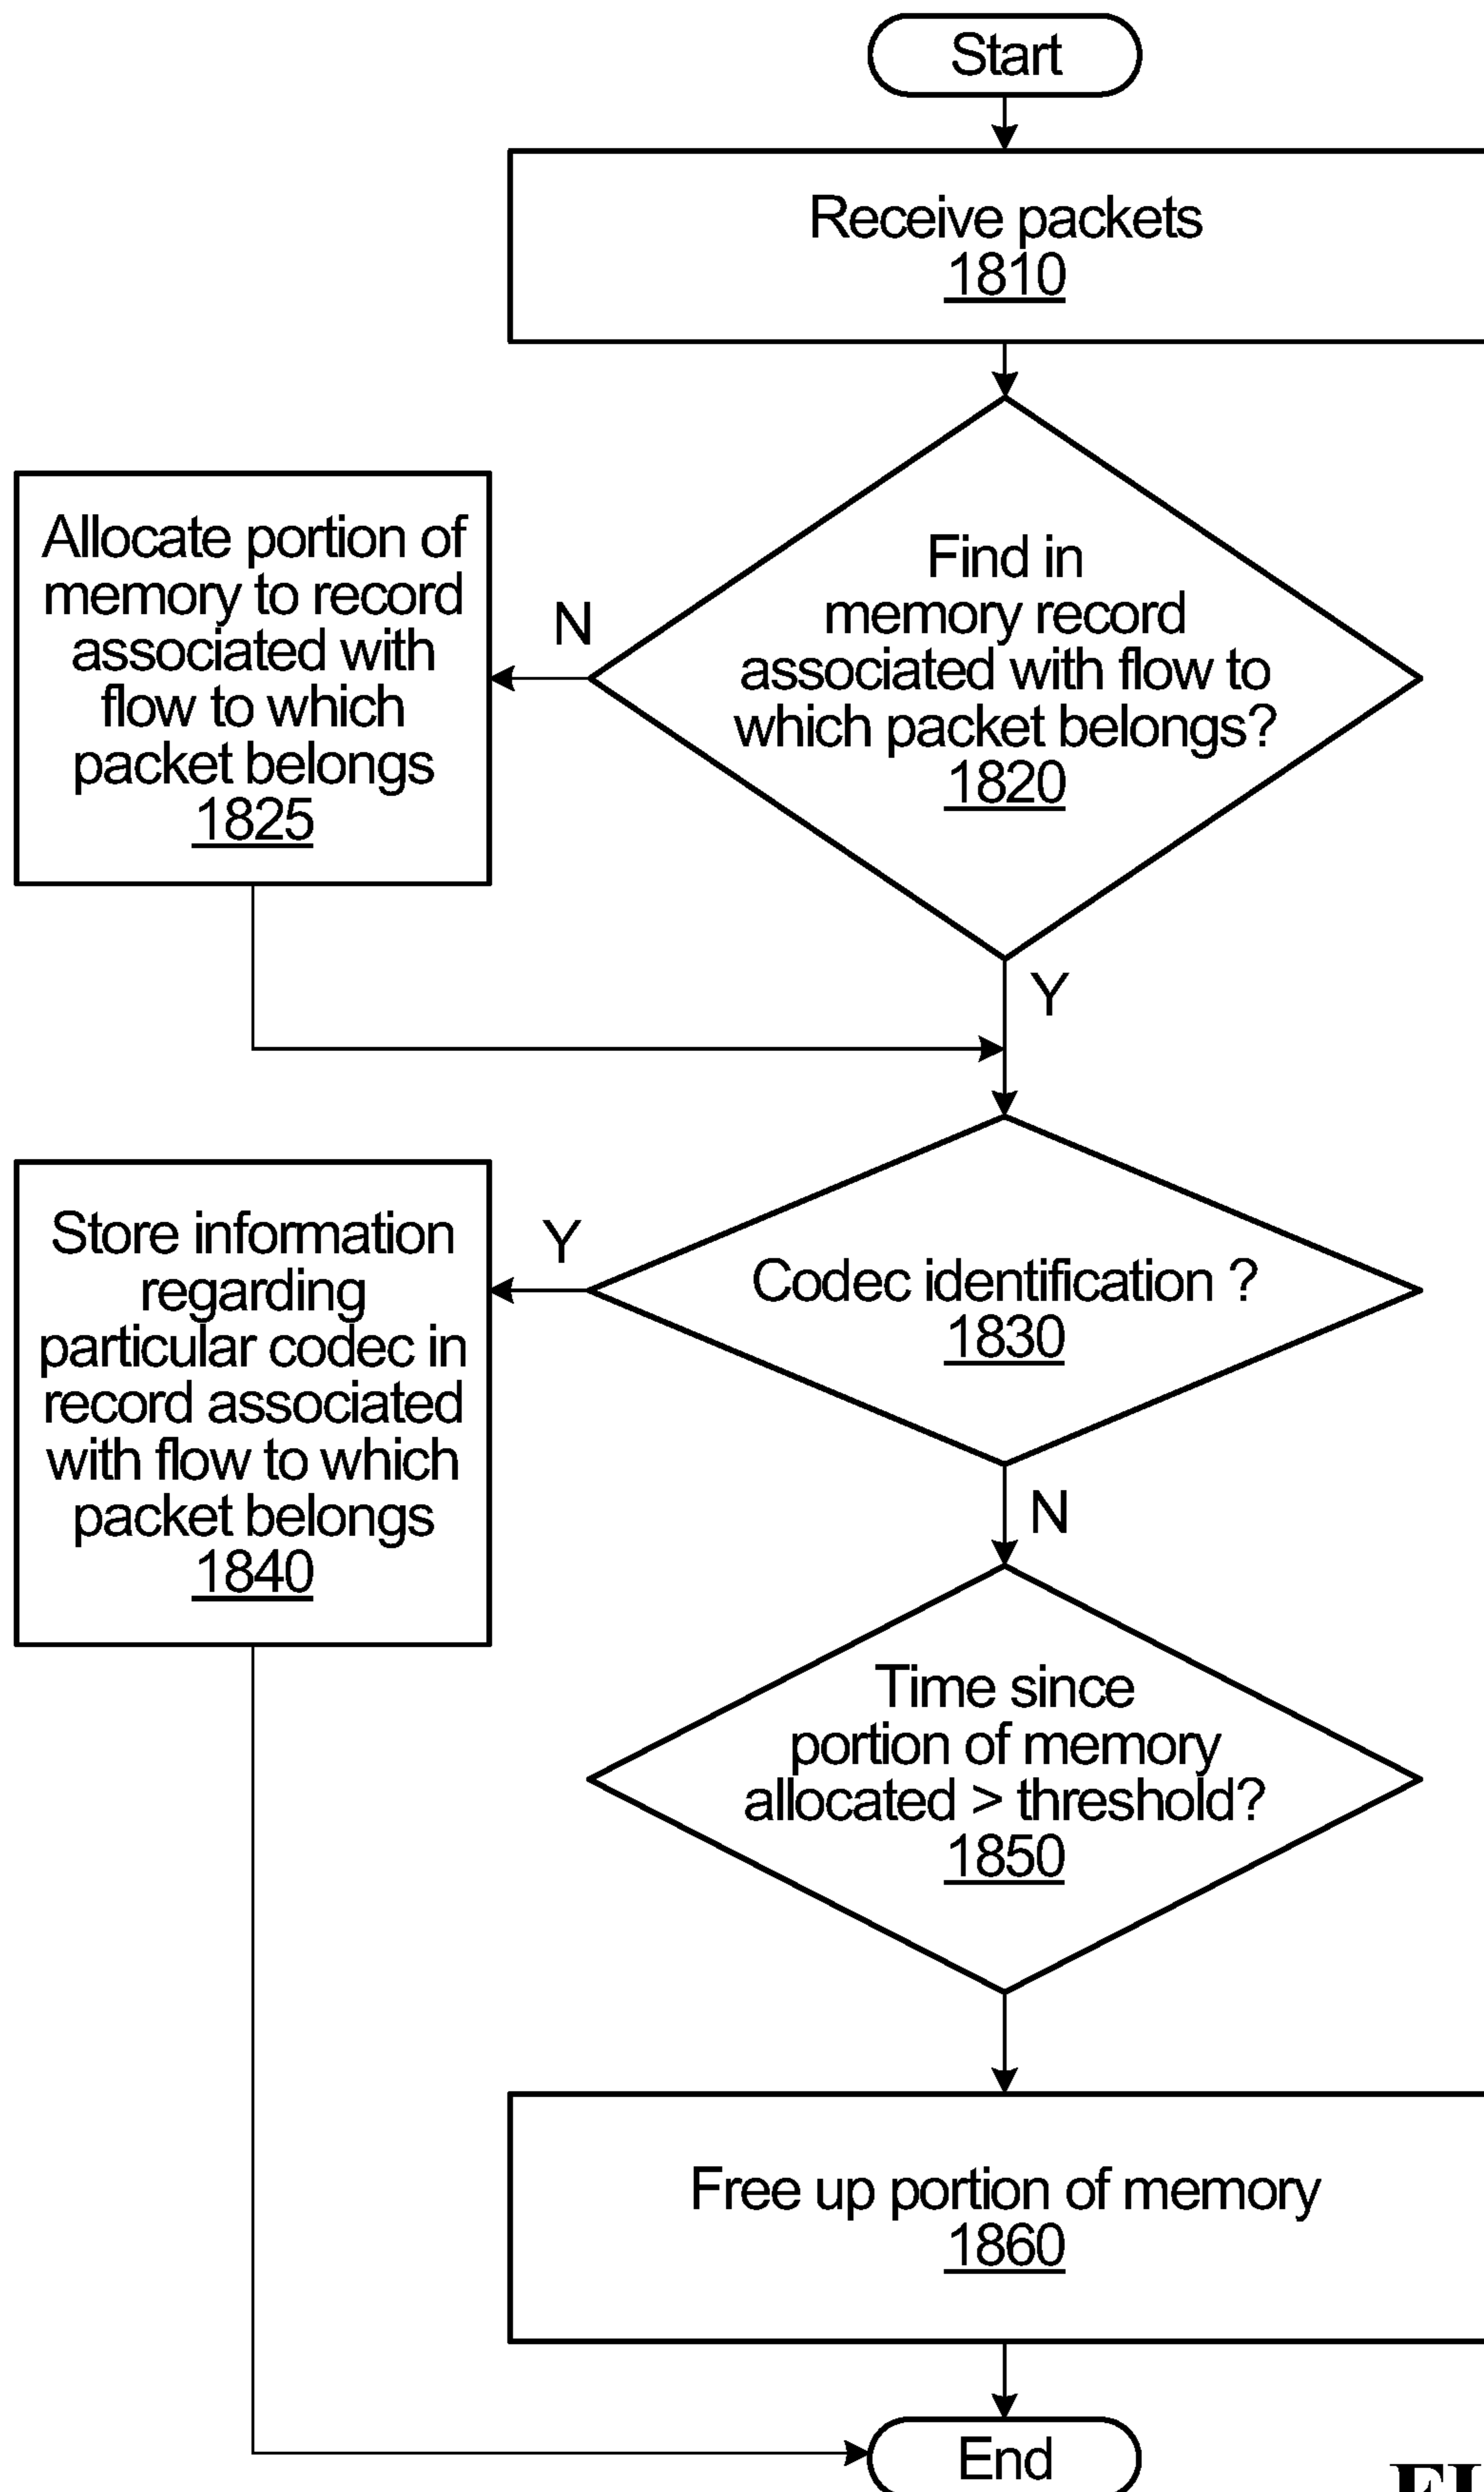 Start
Receive packets
1810
Find in
memory record
associated with flow to
which packet belongs?
1820
N
Allocate portion of
memory to record
associated with
flow to which
packet belongs
1825
Y
Codec identification ?
1830
Y
Store information
regarding
particular codec in
record associated
with flow to which
packet belongs
1840
N
Time since
portion of memory
allocated > threshold?
1850
Free up portion of memory
1860
End